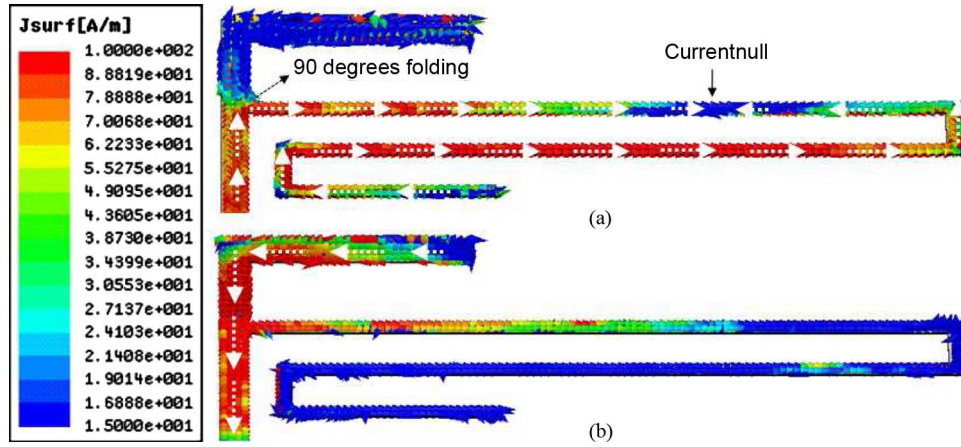 Jsurf[A/m]
1.0000e+002
8.8819e+001
7.8888e+001
7.0068e+001
6.2233e+001
5.5275e+001
4.9095e+001
4.3605e+001
3.8730e+001
3.4399e+001
3.0553e+001
2.7137e+001
2.4103e+001
2.1408e+001
1.9014e+001
1.6888e+001
1.5000e+001
90 degrees folding
Currentnull
(a)
(b)